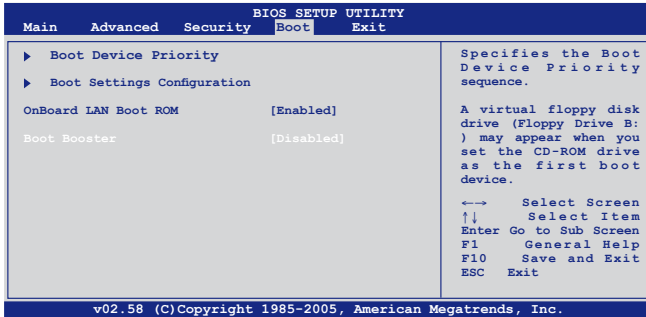 BIOS SETUP UTILITY
Main Advanced Security Boot Exit
Boot Device Priority
Boot Settings Configuration
OnBoard LAN Boot ROM [Enabled]
Boot Booster [Disabled]
Specifies the Boot
Device Priority
sequence.
A virtual floppy disk
drive (Floppy Drive B:
) may appear when you
set the CD-ROM drive
as the first boot
device.
←→ Select Screen
↑↓ Select Item
Enter Go to Sub Screen
F1 General Help
F10 Save and Exit
ESC Exit
v02.58 (C)Copyright 1985-2005, American Megatrends, Inc.